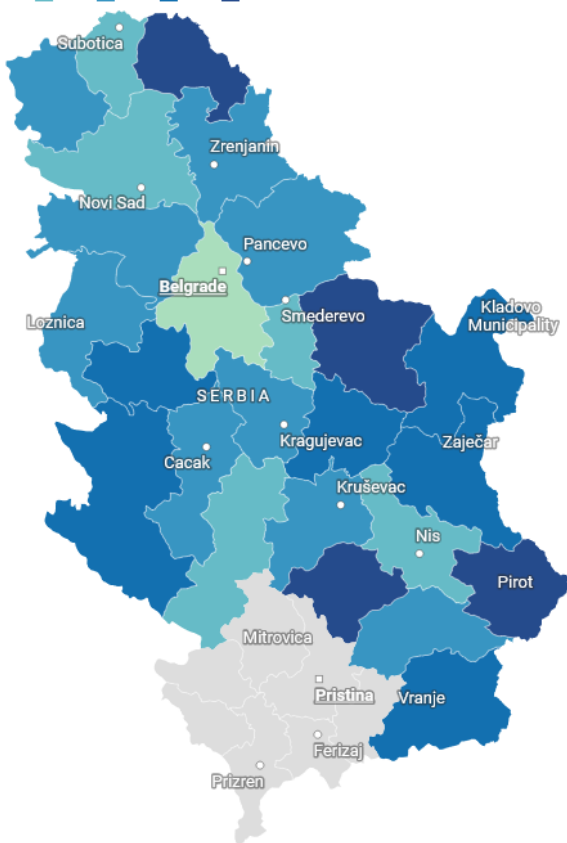 Subotica
Zrenjanin
Novi Sad
Pancevo
Belgrade
Kladovo
Municipality
Loznica
Smederevo
SERBIA
Kragujevac
Zaječar
Cacak
Kruševac
Nis
Pirot
Mitrovica
Pristina
Vranje
Ferizaj
Prizren